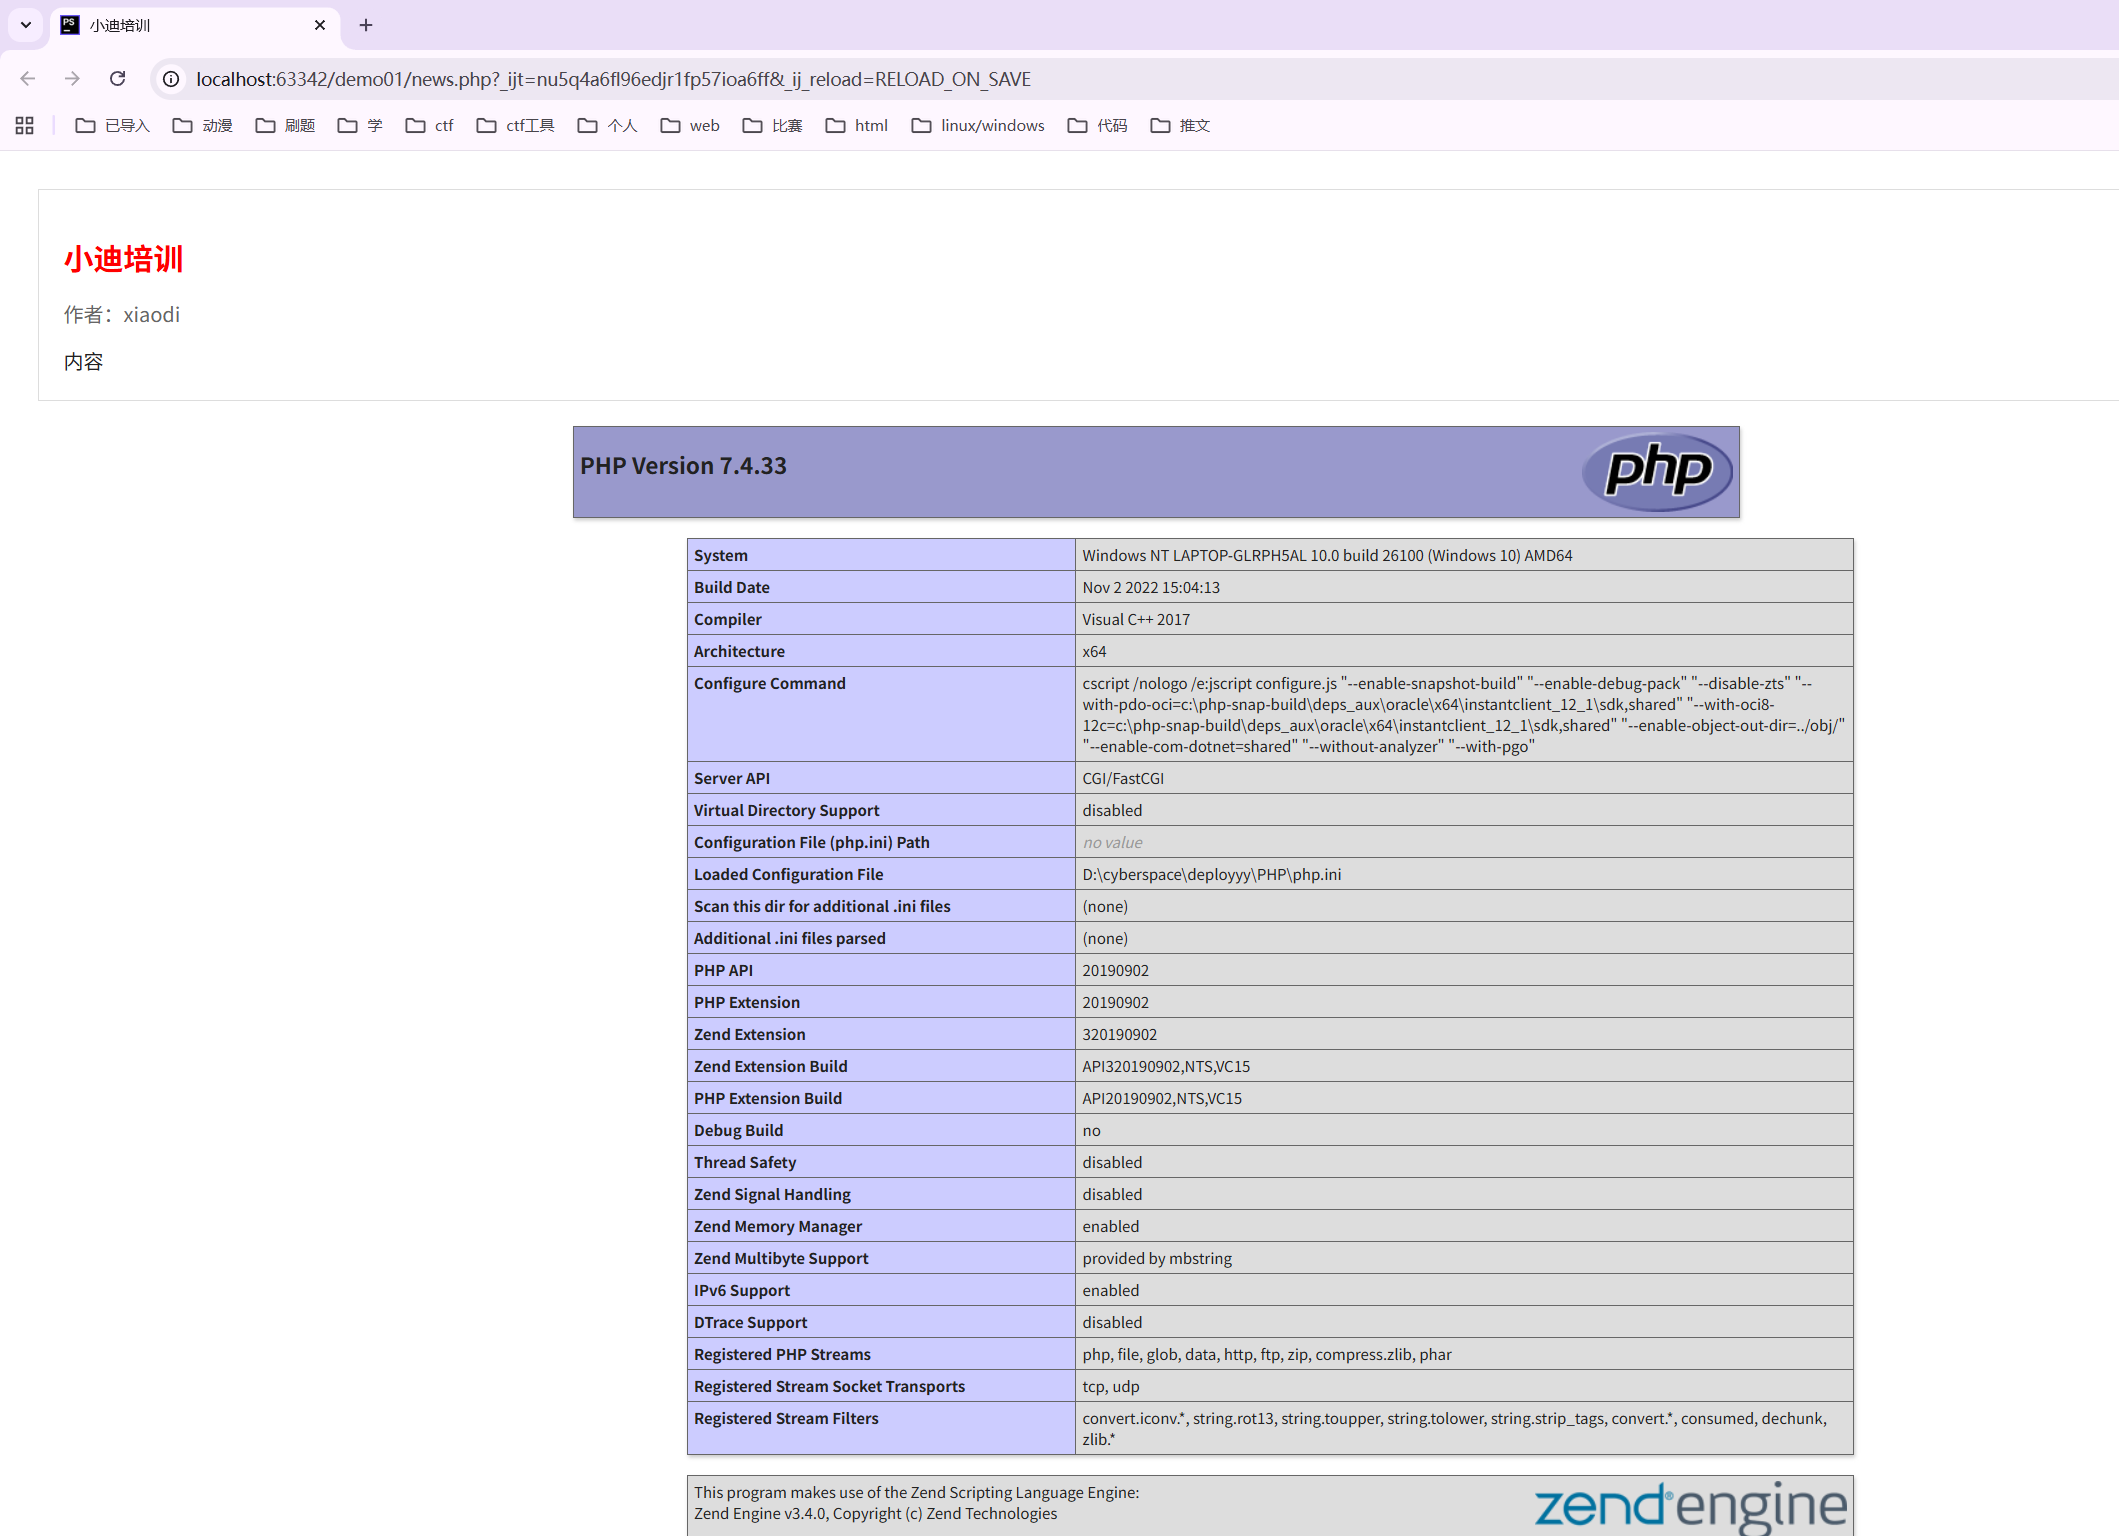 小迪培训
localhost:63342/demo01/news.php?_ijt=nu5q4a6fl96edjr1fp57ioa6ff&_ij_reload=RELOAD_ON_SAVE
已导入 动漫 刷题 学 ctf ctf工具 个人 web 比赛 html linux/windows 代码 推文
小迪培训
作者：xiaodi
内容
PHP Version 7.4.33
php
System Windows NT LAPTOP-GLRPH5AL 10.0 build 26100 (Windows 10) AMD64
Build Date Nov 2 2022 15:04:13
Compiler Visual C++ 2017
Architecture x64
Configure Command cscript /nologo /e:jscript configure.js "--enable-snapshot-build" "--enable-debug-pack" "--disable-zts" "--
with-pdo-oci=c:\php-snap-build\deps_aux\oracle\x64\instantclient_12_1\sdk,shared" "--with-oci8-
12c=c:\php-snap-build\deps_aux\oracle\x64\instantclient_12_1\sdk,shared" "--enable-object-out-dir=../obj/"
"--enable-com-dotnet=shared" "--without-analyzer" "--with-pgo"
Server API CGI/FastCGI
Virtual Directory Support disabled
Configuration File (php.ini) Path no value
Loaded Configuration File D:\cyberspace\deployyy\PHP\php.ini
Scan this dir for additional .ini files (none)
Additional .ini files parsed (none)
PHP API 20190902
PHP Extension 20190902
Zend Extension 320190902
Zend Extension Build API320190902,NTS,VC15
PHP Extension Build API20190902,NTS,VC15
Debug Build no
Thread Safety disabled
Zend Signal Handling disabled
Zend Memory Manager enabled
Zend Multibyte Support provided by mbstring
IPv6 Support enabled
DTrace Support disabled
Registered PHP Streams php, file, glob, data, http, ftp, zip, compress.zlib, phar
Registered Stream Socket Transports tcp, udp
Registered Stream Filters convert.iconv.*, string.rot13, string.toupper, string.tolower, string.strip_tags, convert.*, consumed, dechunk,
zlib.*
This program makes use of the Zend Scripting Language Engine:
Zend Engine v3.4.0, Copyright (c) Zend Technologies
zend® engine